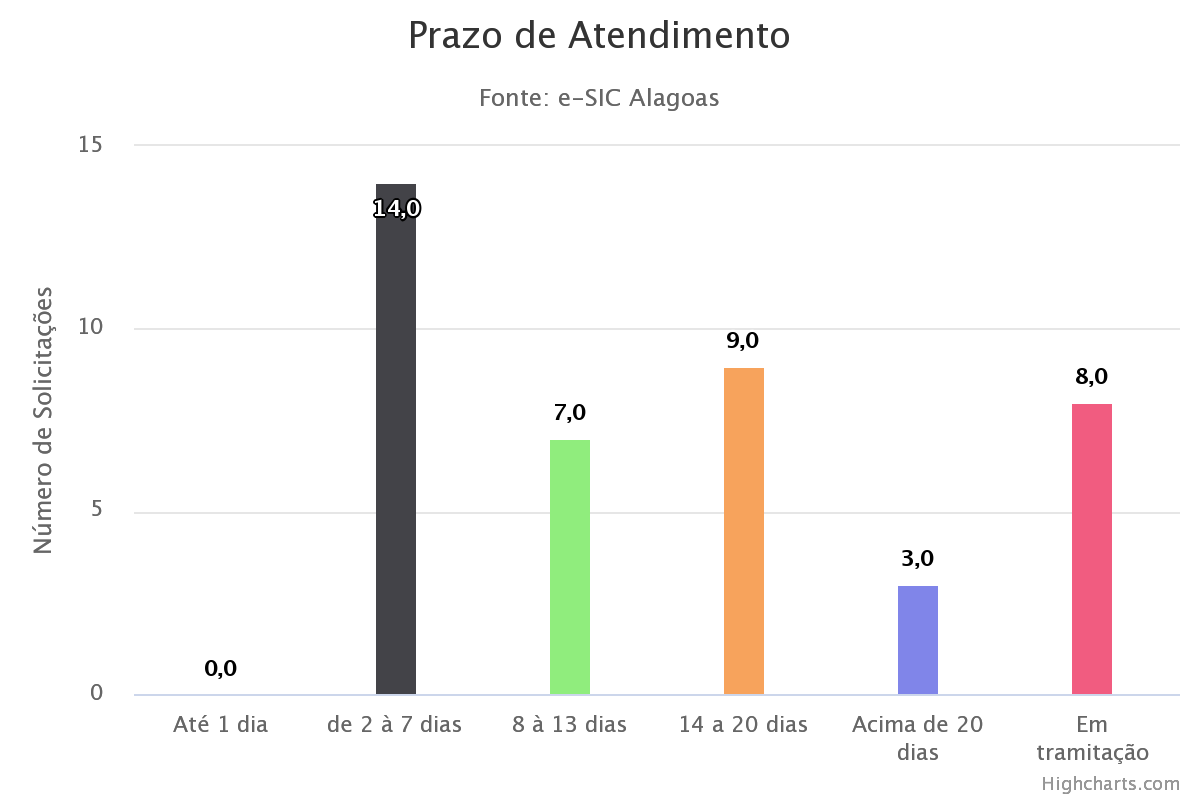 Prazo de Atendimento
Fonte: e-SIC Alagoas
Número de Solicitações
15
10
5
0
0,0
14,0
7,0
9,0
3,0
8,0
Até 1 dia
de 2 à 7 dias
8 à 13 dias
14 a 20 dias
Acima de 20
dias
Em
tramitação
Highcharts.com